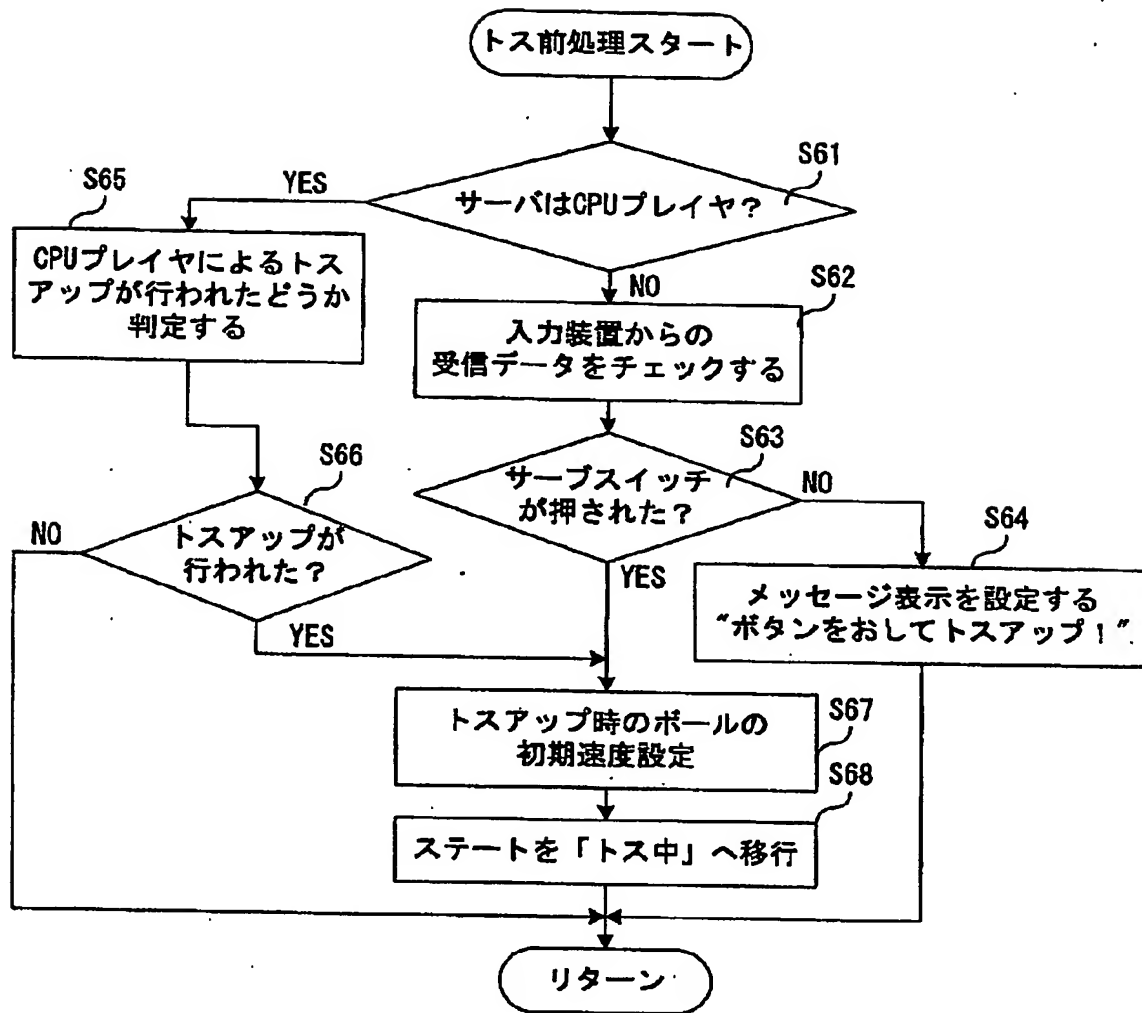 トス前処理スタート
S61
サーバはCPUプレイヤ?
YES
S65
CPUプレイヤによるトス
アップが行われたどうか
判定する
NO
S62
入力装置からの
受信データをチェックする
S63
サーブスイッチ
が押された?
NO
S64
メッセージ表示を設定する
"ボタンをおしてトスアップ!"
YES
S66
トスアップが
行われた?
NO
YES
S67
トスアップ時のボールの
初期速度設定
S68
ステートを「トス中」へ移行
リターン